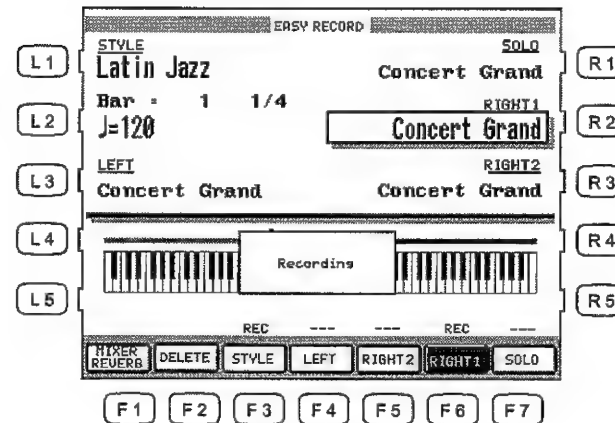 EASY RECORD
STYLE SOLO
L1 Latin Jazz Concert Grand R1
Bar : 1 1/4 RIGHT1
L2 ♩=120 Concert Grand R2
LEFT RIGHT2
L3 Concert Grand Concert Grand R3
L4 R4
Recording
L5 R5
REC --- --- REC ---
MIXER REVERB DELETE STYLE LEFT RIGHT2 RIGHT1 SOLO
F1 F2 F3 F4 F5 F6 F7